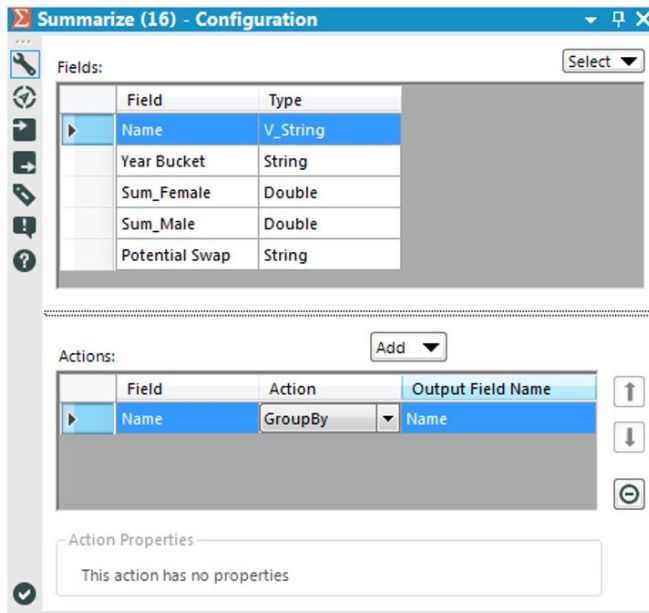 Summarize (16) - Configuration
Fields:
Select
Field Type
Name V_String
Year Bucket String
Sum_Female Double
Sum_Male Double
Potential Swap String
Actions:
Add
Field Action Output Field Name
Name GroupBy Name
Action Properties
This action has no properties